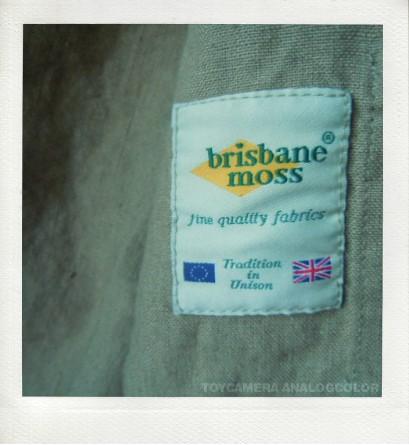 brisbane®
moss
fine quality fabrics
Tradition
in
Unison
TOYCAMERA ANALOGCOLOR